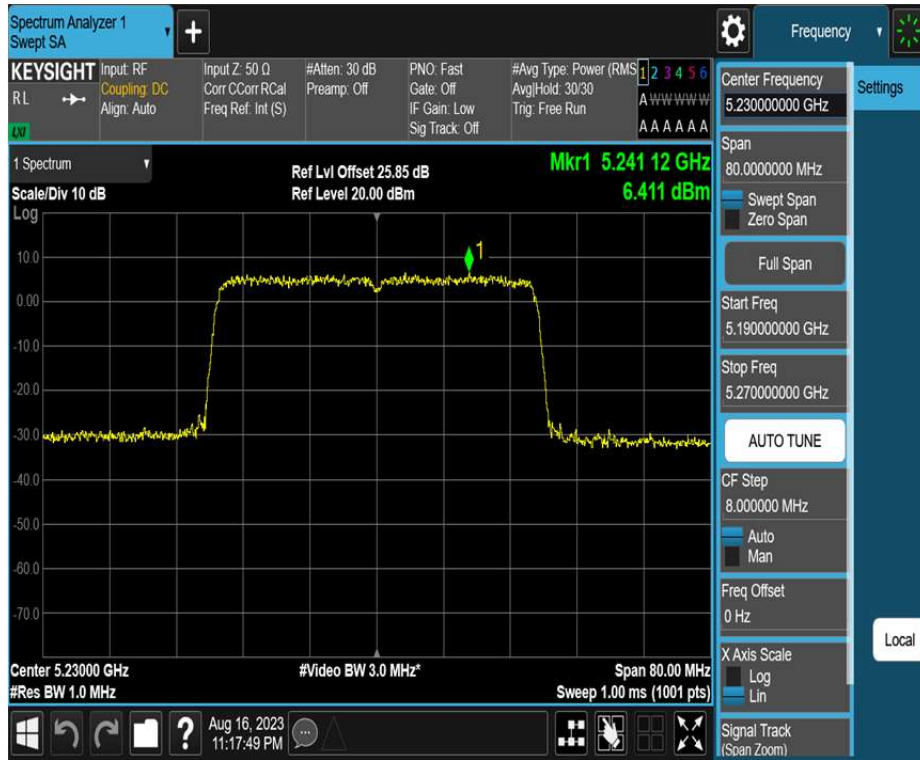 Spectrum Analyzer 1
Swept SA
+
Frequency
KEYSIGHT
R L
LXI
Input: RF
Coupling: DC
Align: Auto
Input Z: 50 Ω
Corr CCorr RCal
Freq Ref: Int (S)
#Atten: 30 dB
Preamp: Off
PNO: Fast
Gate: Off
IF Gain: Low
Sig Track: Off
#Avg Type: Power (RMS
Avg|Hold: 30/30
Trig: Free Run
1 2 3 4 5 6
A W W W W W
A A A A A A
1 Spectrum
Scale/Div 10 dB
Log
Ref Lvl Offset 25.85 dB
Ref Level 20.00 dBm
Mkr1 5.241 12 GHz
6.411 dBm
1
10.0
0.00
-10.0
-20.0
-30.0
-40.0
-50.0
-60.0
-70.0
Center 5.23000 GHz
#Res BW 1.0 MHz
#Video BW 3.0 MHz*
Span 80.00 MHz
Sweep 1.00 ms (1001 pts)
?
Aug 16, 2023
11:17:49 PM
Center Frequency
5.230000000 GHz
Span
80.0000000 MHz
Swept Span
Zero Span
Full Span
Start Freq
5.190000000 GHz
Stop Freq
5.270000000 GHz
AUTO TUNE
CF Step
8.000000 MHz
Auto
Man
Freq Offset
0 Hz
X Axis Scale
Log
Lin
Signal Track
(Span Zoom)
Settings
Local